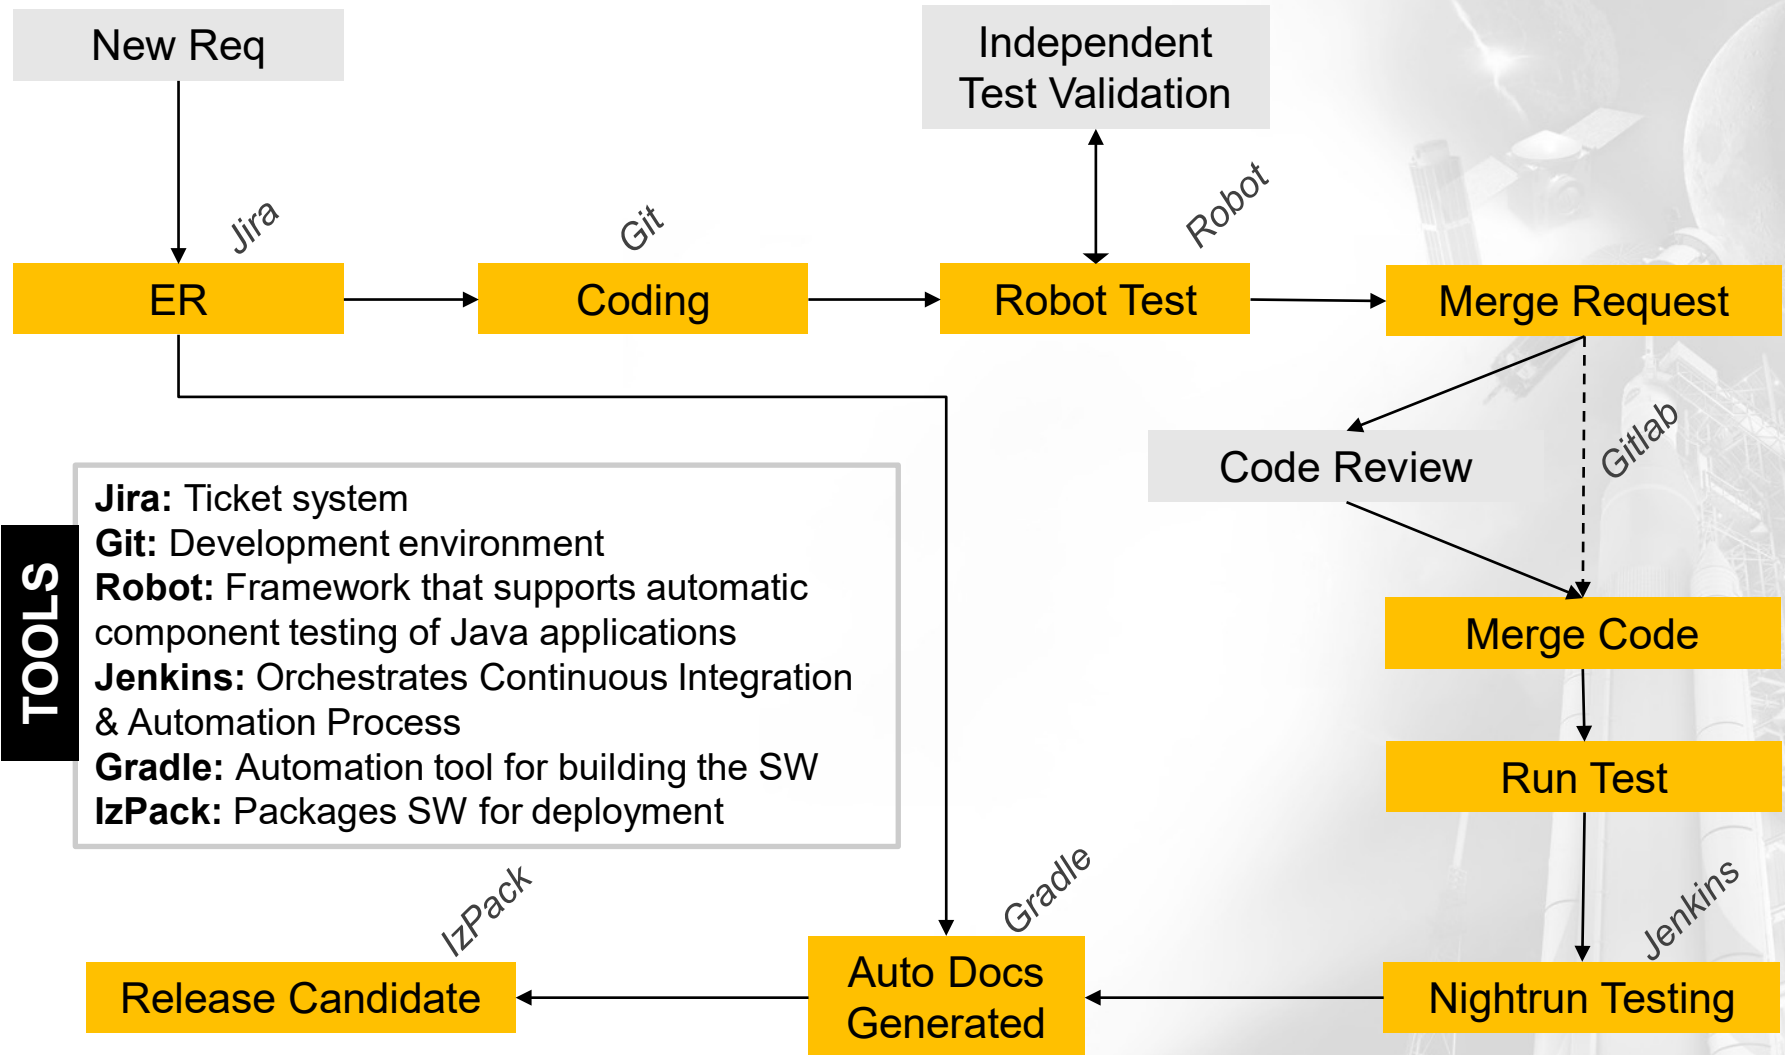 New Req
Independent
Test Validation
Jira
Git
Robot
ER
Coding
Robot Test
Merge Request
Gitlab
Code Review
TOOLS
Jira: Ticket system
Git: Development environment
Robot: Framework that supports automatic
component testing of Java applications
Jenkins: Orchestrates Continuous Integration
& Automation Process
Gradle: Automation tool for building the SW
IzPack: Packages SW for deployment
Merge Code
Run Test
Jenkins
Nightrun Testing
Gradle
Auto Docs
Generated
IzPack
Release Candidate